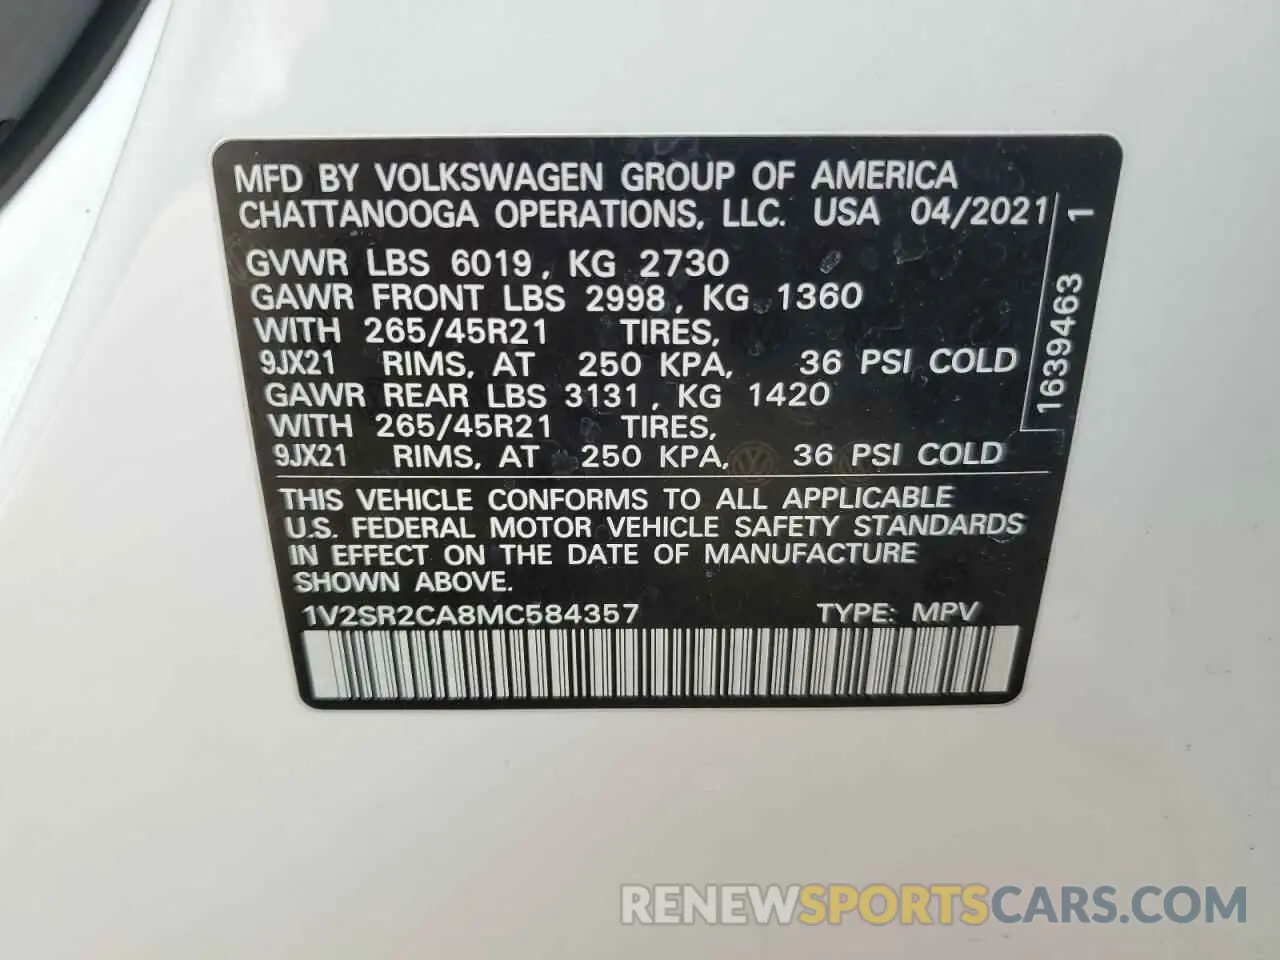 MFD BY VOLKSWAGEN GROUP OF AMERICA
CHATTANOOGA OPERATIONS, LLC. USA 04/2021
GVWR LBS 6019, KG 2730
GAWR FRONT LBS 2998, KG 1360
WITH 265/45R21 TIRES,
9JX21 RIMS, AT 250 KPA, 36 PSI COLD
GAWR REAR LBS 3131, KG 1420
WITH 265/45R21 TIRES,
9JX21 RIMS, AT 250 KPA, 36 PSI COLD
1639463 1
THIS VEHICLE CONFORMS TO ALL APPLICABLE
U.S. FEDERAL MOTOR VEHICLE SAFETY STANDARDS
IN EFFECT ON THE DATE OF MANUFACTURE
SHOWN ABOVE.
1V2SR2CA8MC584357 TYPE: MPV
RENEWSPORTSCARS.COM